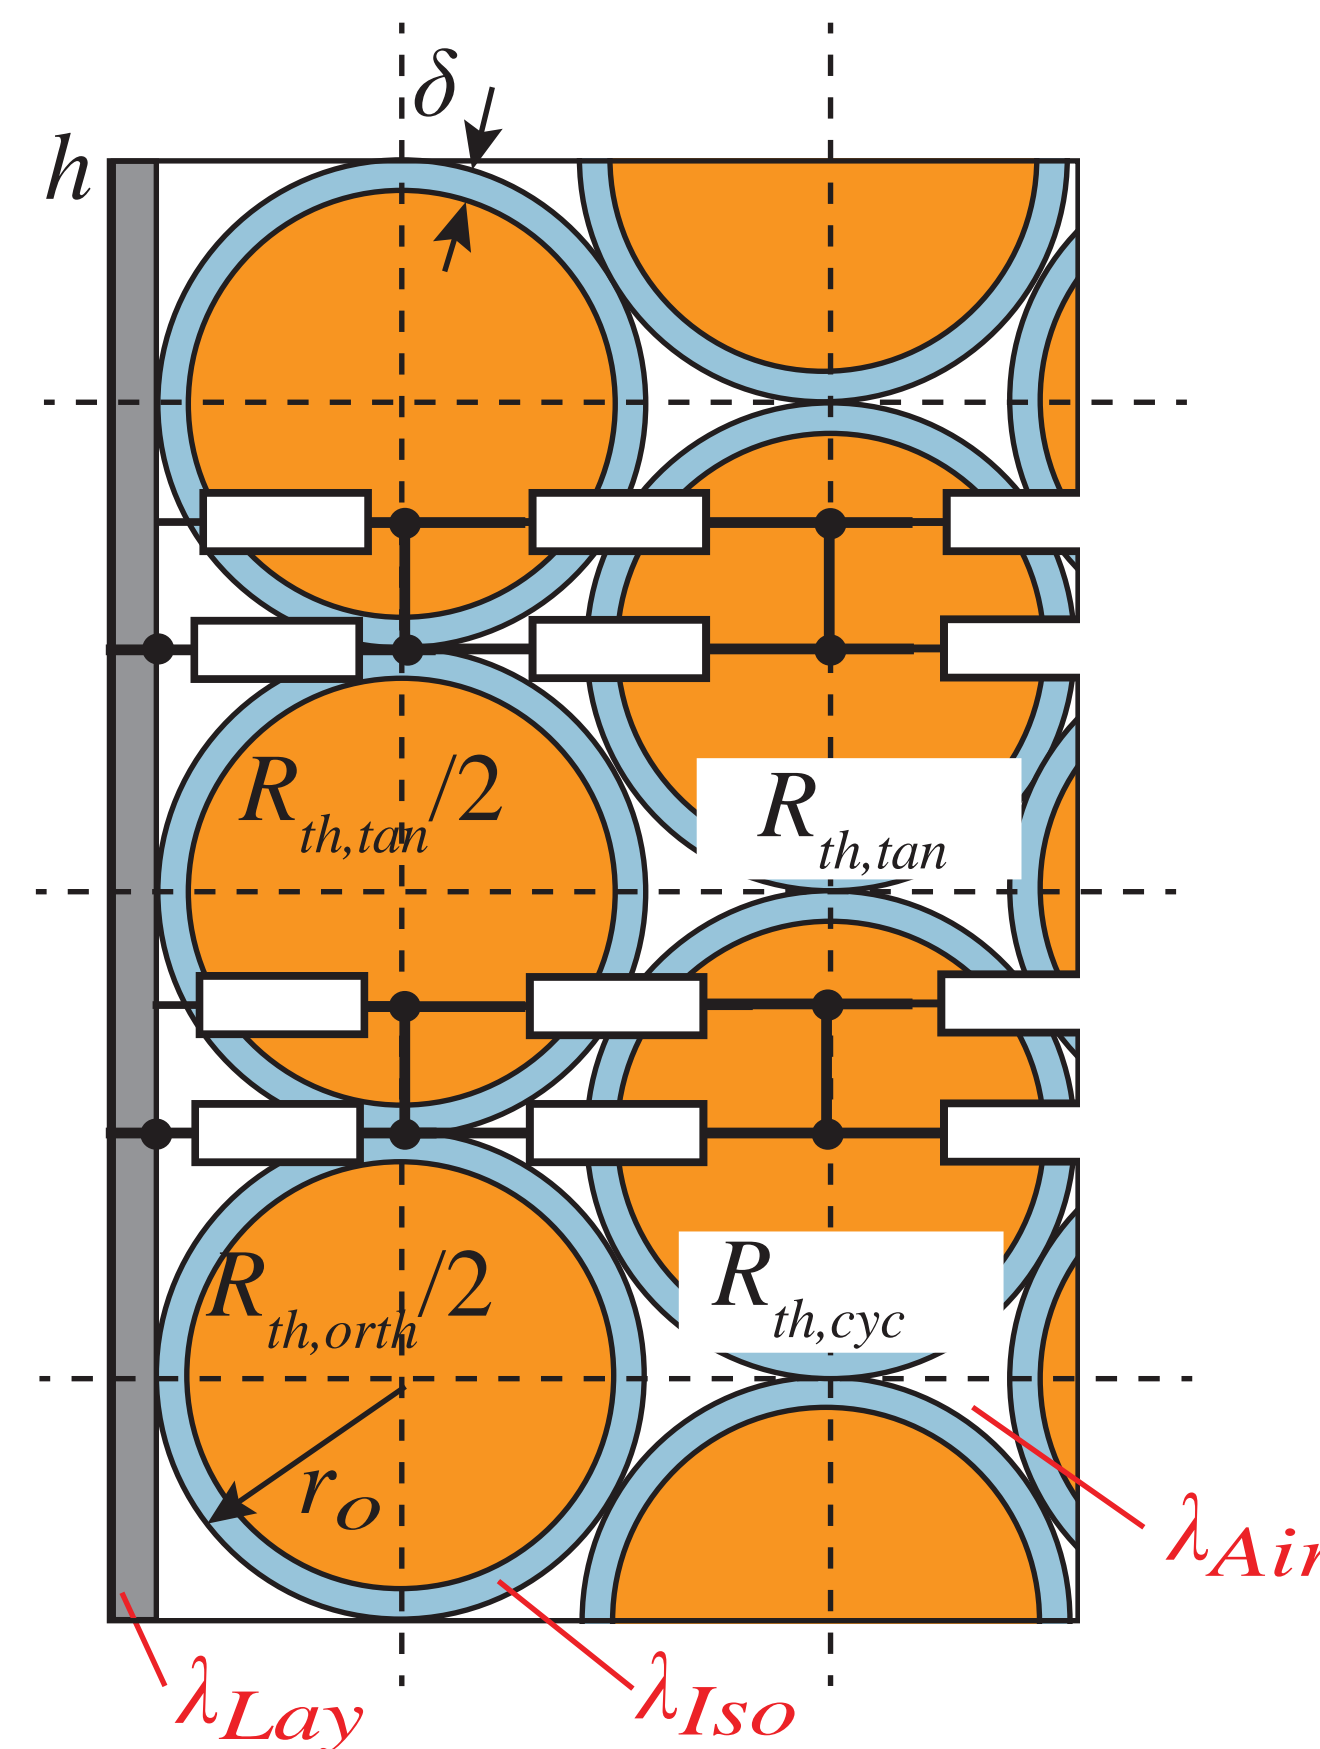 δ
h
R_th,tan/2
R_th,tan
R_th,orth/2
R_th,cyc
r_o
λ_Air
λ_Lay
λ_Iso